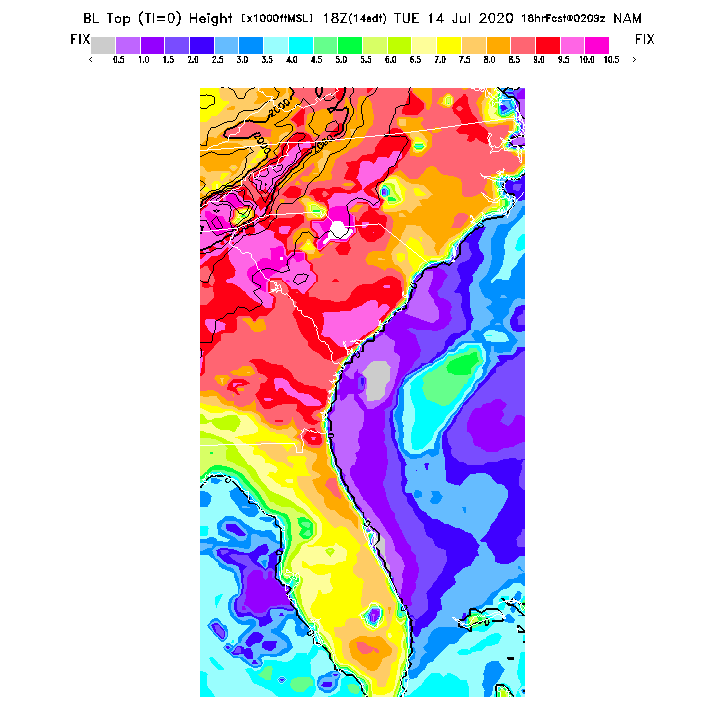 BL Top (TI=0) Height [x1000ftMSL] 18Z(14edt) TUE 14 Jul 2020 18hrFcst@0209z NAM
FIX FIX
< 0.5 1.0 1.5 2.0 2.5 3.0 3.5 4.0 4.5 5.0 5.5 6.0 6.5 7.0 7.5 8.0 8.5 9.0 9.5 10.0 10.5 >
2000
2000